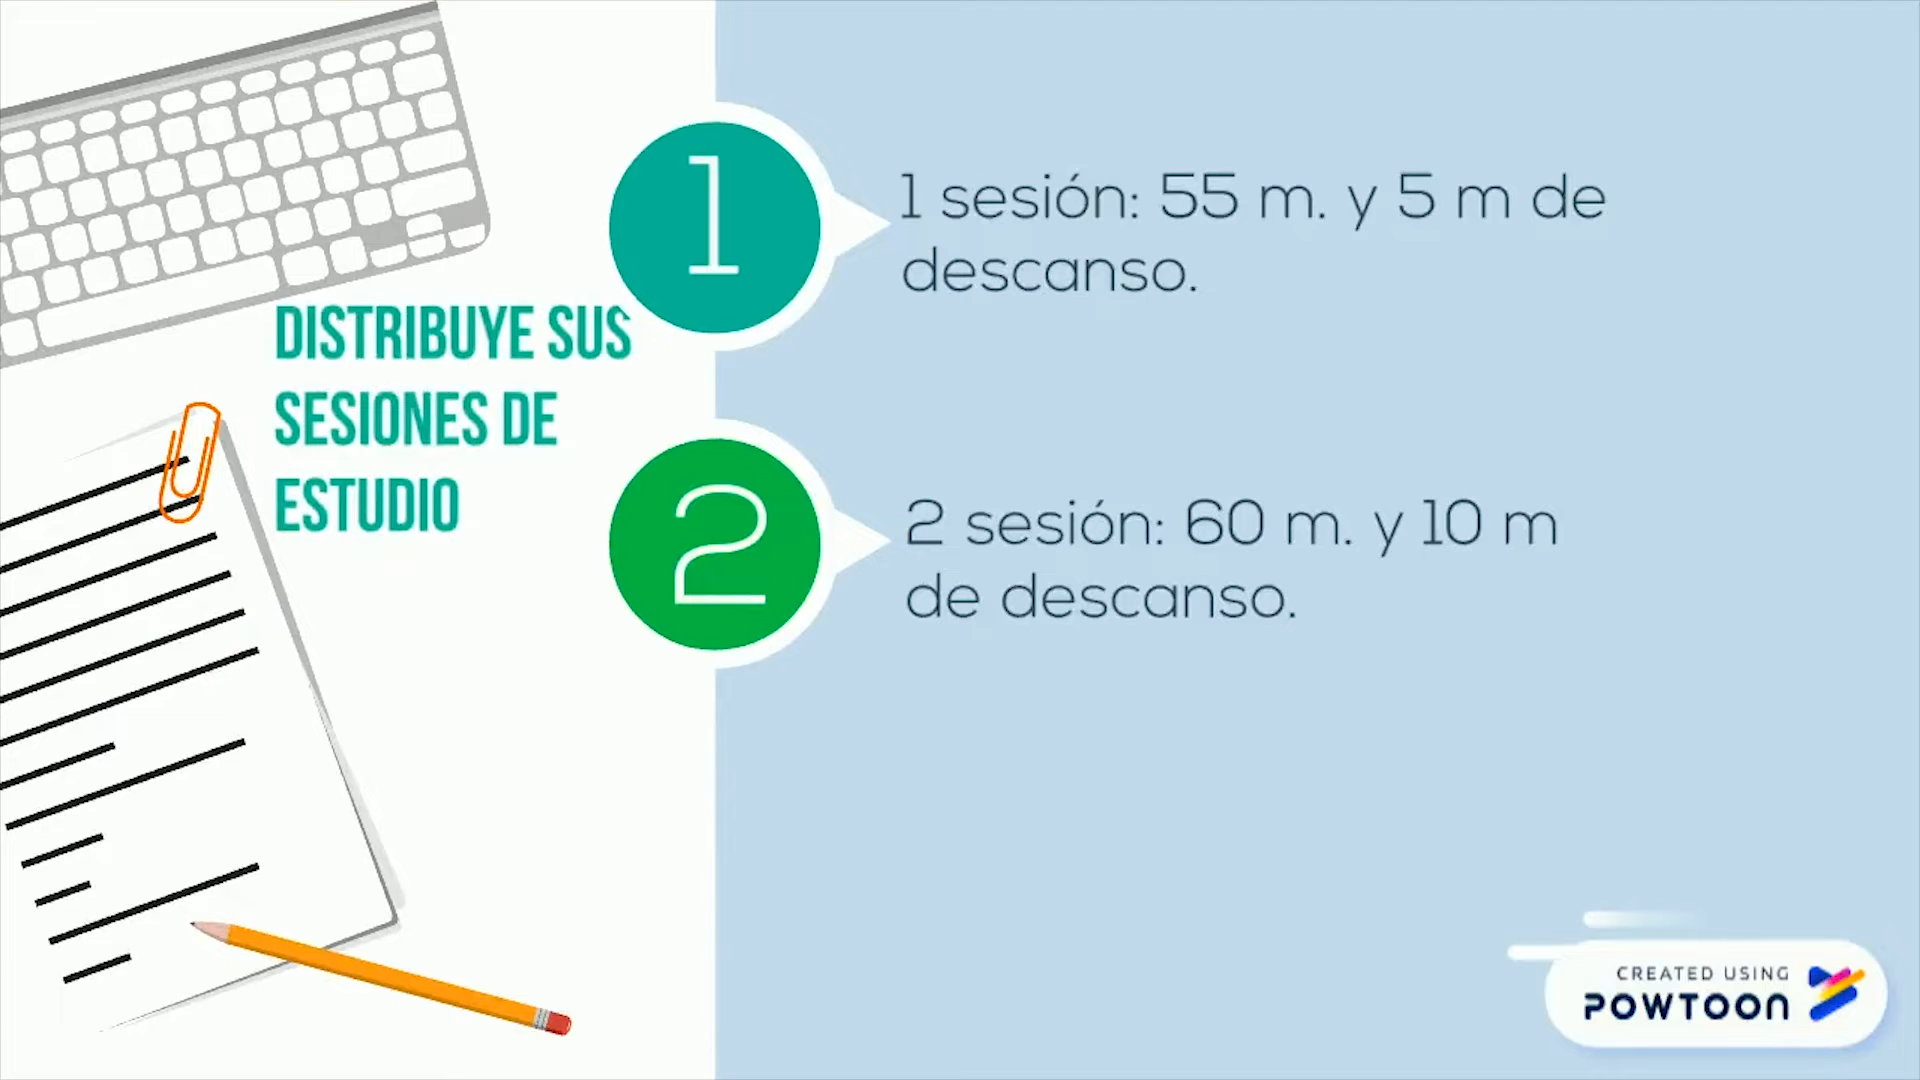 DISTRIBUYE SUS
SESIONES DE
ESTUDIO
1
1 sesión: 55 m. y 5 m de
descanso.
2
2 sesión: 60 m. y 10 m
de descanso.
CREATED USING
POWTOON